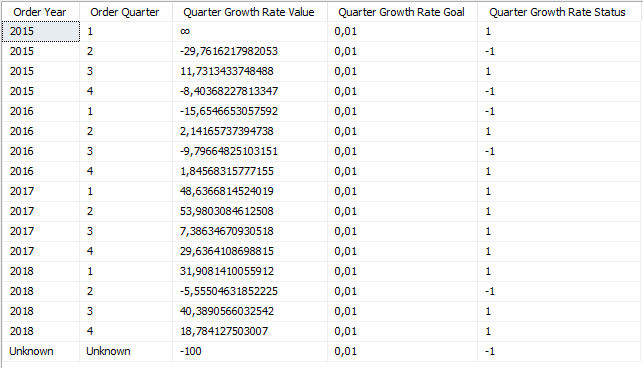 Order Year Order Quarter Quarter Growth Rate Value Quarter Growth Rate Goal Quarter Growth Rate Status
2015 1 ∞ 0,01 1
2015 2 -29,7616217982053 0,01 -1
2015 3 11,7313433748488 0,01 1
2015 4 -8,40368227813347 0,01 -1
2016 1 -15,6546653057592 0,01 -1
2016 2 2,14165737394738 0,01 1
2016 3 -9,79664825103151 0,01 -1
2016 4 1,84568315777155 0,01 1
2017 1 48,6366814524019 0,01 1
2017 2 53,9803084612508 0,01 1
2017 3 7,38634670930518 0,01 1
2017 4 29,6364108698815 0,01 1
2018 1 31,9081410055912 0,01 1
2018 2 -5,55504631852225 0,01 -1
2018 3 40,3890566032542 0,01 1
2018 4 18,784127503007 0,01 1
Unknown Unknown -100 0,01 -1